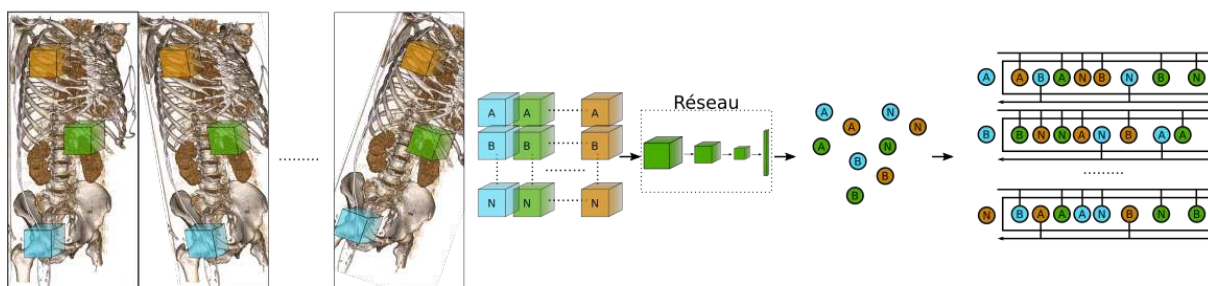 Réseau
A A A
B B B
N N N
A N
A N
A N
B
B
B
A A B A N B N B N
B B N N A N B A A
N B A A A N B N B